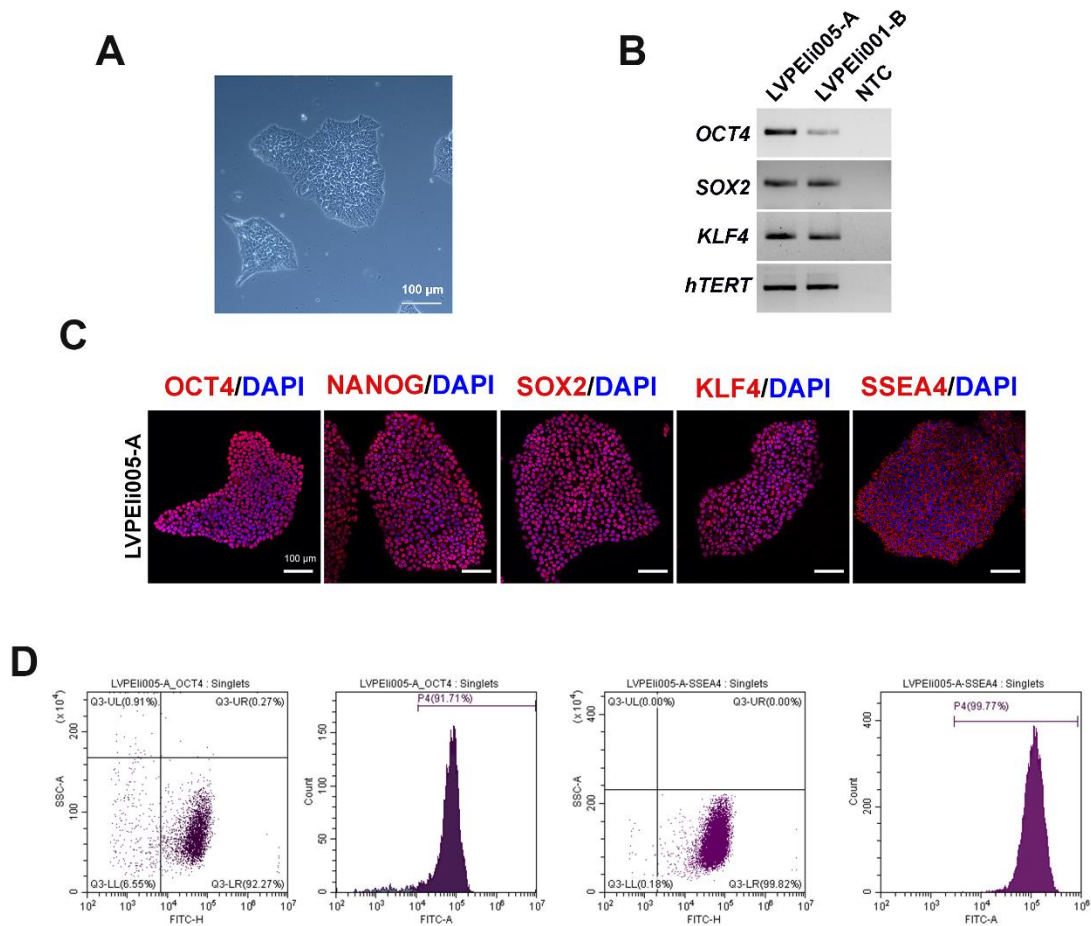 A
100 µm
B
LVPEIi005-A
LVPEIi001-B
NTC
OCT4
SOX2
KLF4
hTERT
C
OCT4/DAPI
NANOG/DAPI
SOX2/DAPI
KLF4/DAPI
SSEA4/DAPI
LVPEIi005-A
100 µm
D
LVPEIi005-A_OCT4 : Singlets
Q3-UL(0.91%)
Q3-UR(0.27%)
(x 10⁴)
200
100
0
SSC-A
Q3-LL(6.55%)
Q3-LR(92.27%)
10² 10³ 10⁴ 10⁵ 10⁶ 10⁷
FITC-H
LVPEIi005-A_OCT4 : Singlets
P4(91.71%)
150
100
50
0
Count
10² 10³ 10⁴ 10⁵ 10⁶ 10⁷
FITC-A
LVPEIi005-A-SSEA4 : Singlets
Q3-UL(0.00%)
Q3-UR(0.00%)
(x 10⁴)
400
200
0
SSC-A
Q3-LL(0.18%)
Q3-LR(99.82%)
10² 10³ 10⁴ 10⁵ 10⁶ 10⁷
FITC-H
LVPEIi005-A-SSEA4 : Singlets
P4(99.77%)
400
200
0
Count
10¹ 10² 10³ 10⁴ 10⁵ 10⁶
FITC-A